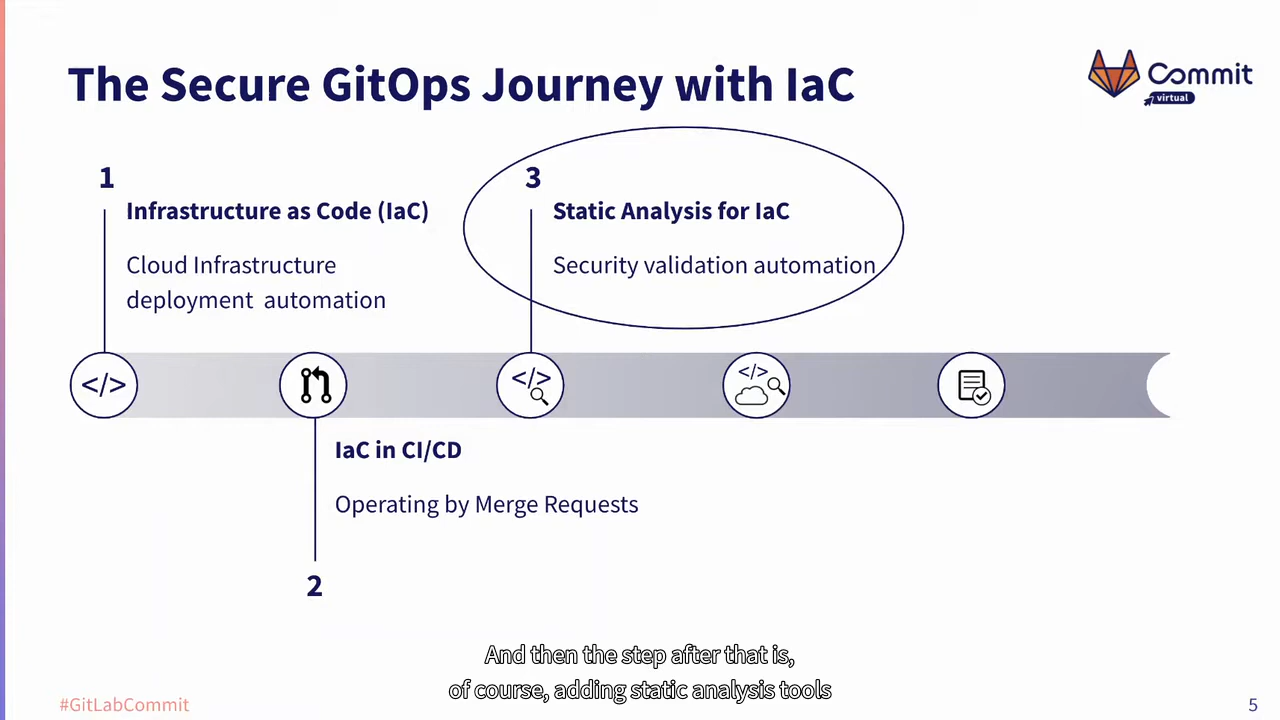 The Secure GitOps Journey with IaC
Commit
virtual
1
Infrastructure as Code (IaC)
Cloud Infrastructure
deployment automation
3
Static Analysis for IaC
Security validation automation
</>
</>
</>
IaC in CI/CD
Operating by Merge Requests
2
And then the step after that is,
of course, adding static analysis tools
#GitLabCommit
5